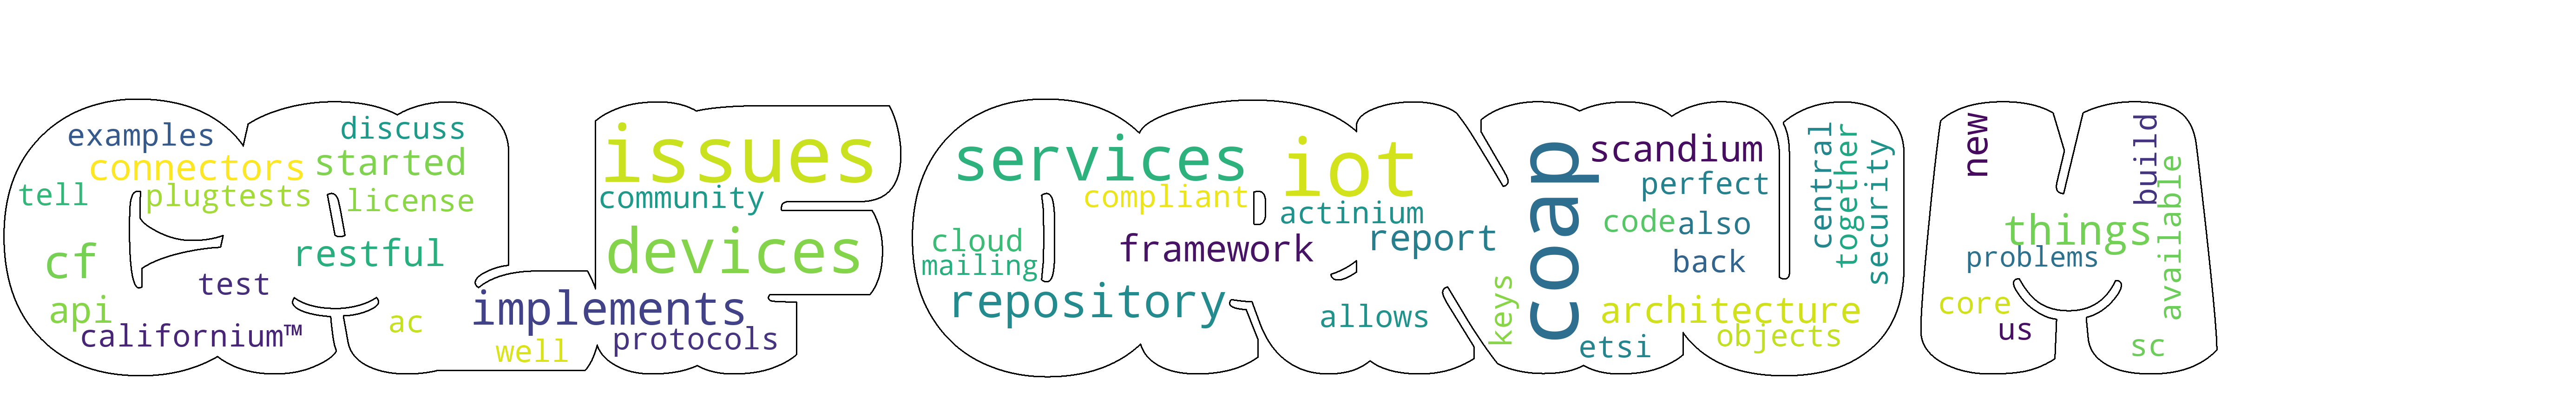 examples
discuss
connectors
started
tell
plugtests
license
cf
restful
test
api
californium™
ac
issues
community
devices
implements
protocols
well
services
iot
compliant
actinium
cloud
framework
report
mailing
repository
allows
keys
coap
scandium
perfect
code
also
back
architecture
objects
etsi
central
together
security
new
build
available
things
problems
core
us
sc